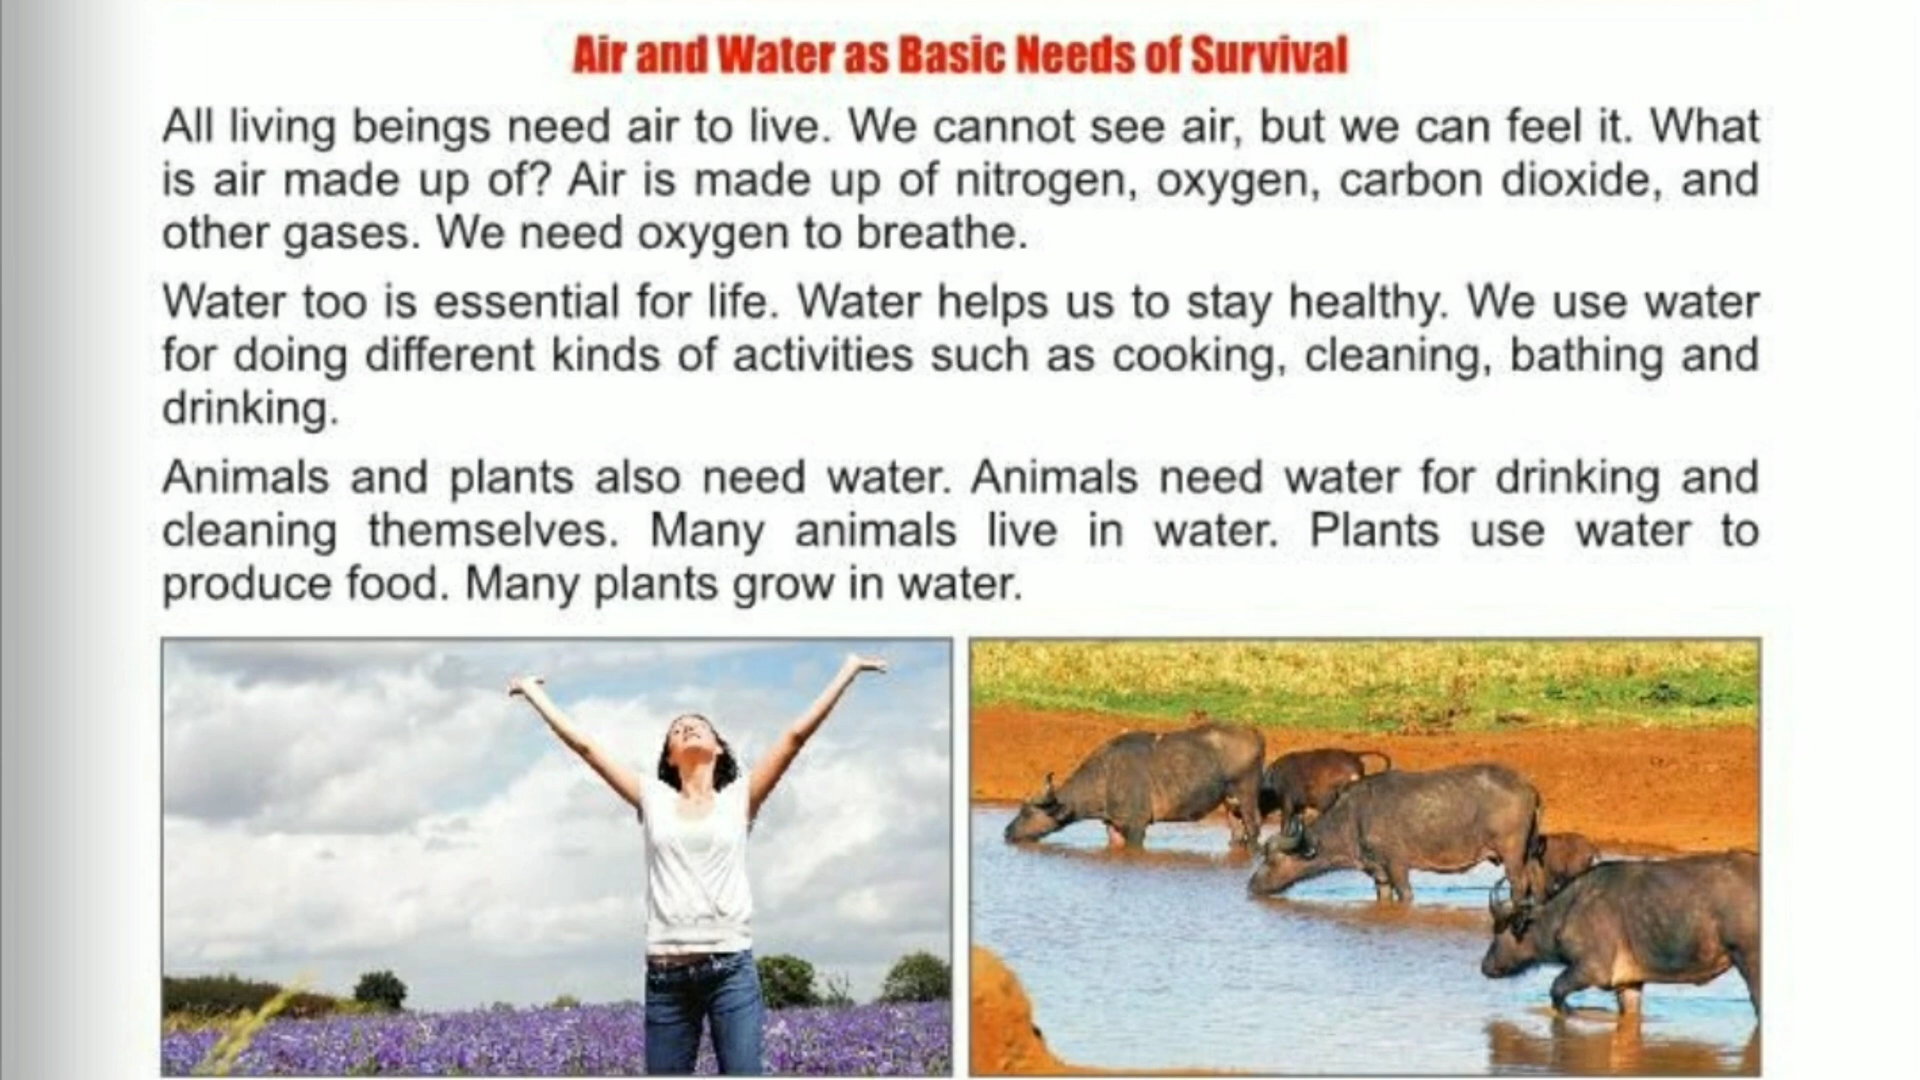 Air and Water as Basic Needs of Survival
All living beings need air to live. We cannot see air, but we can feel it. What
is air made up of? Air is made up of nitrogen, oxygen, carbon dioxide, and
other gases. We need oxygen to breathe.
Water too is essential for life. Water helps us to stay healthy. We use water
for doing different kinds of activities such as cooking, cleaning, bathing and
drinking.
Animals and plants also need water. Animals need water for drinking and
cleaning themselves. Many animals live in water. Plants use water to
produce food. Many plants grow in water.